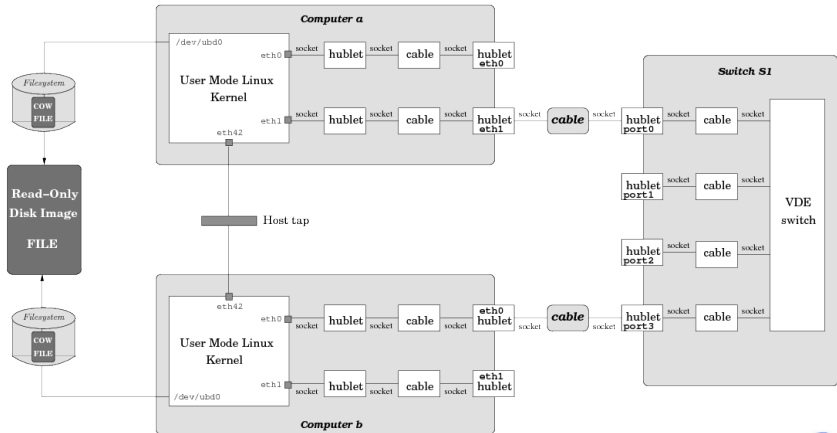 Computer a
/dev/ubd0
eth0
socket
hublet
socket
cable
socket
hublet
eth0
User Mode Linux
Kernel
eth1
socket
hublet
socket
cable
socket
hublet
eth1
eth42
socket
cable
socket
Filesystem
COW
FILE
Read-Only
Disk Image
FILE
Host tap
Switch S1
hublet
port0
socket
cable
socket
hublet
port1
socket
cable
socket
hublet
port2
socket
cable
socket
hublet
port3
socket
cable
socket
VDE
switch
Filesystem
COW
FILE
eth42
eth0
socket
hublet
socket
cable
socket
eth0
hublet
socket
cable
socket
User Mode Linux
Kernel
eth1
socket
hublet
socket
cable
socket
eth1
hublet
/dev/ubd0
Computer b